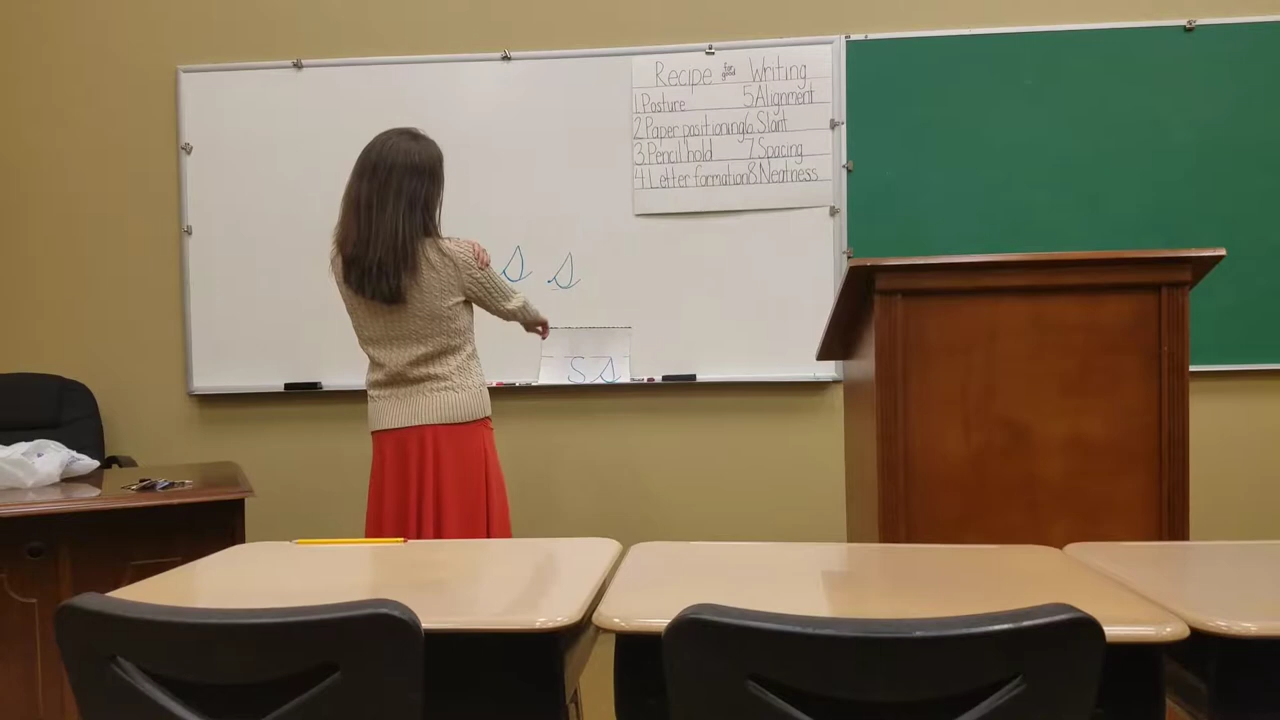 Recipe for good Writing
1.Posture 5.Alignment
2.Paper positioning 6.Slant
3.Pencil hold 7.Spacing
4.Letter formation 8.Neatness
s s
S s